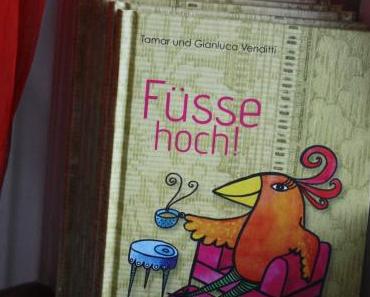 Tamar und Gianluca Venditti
Füsse
hoch!